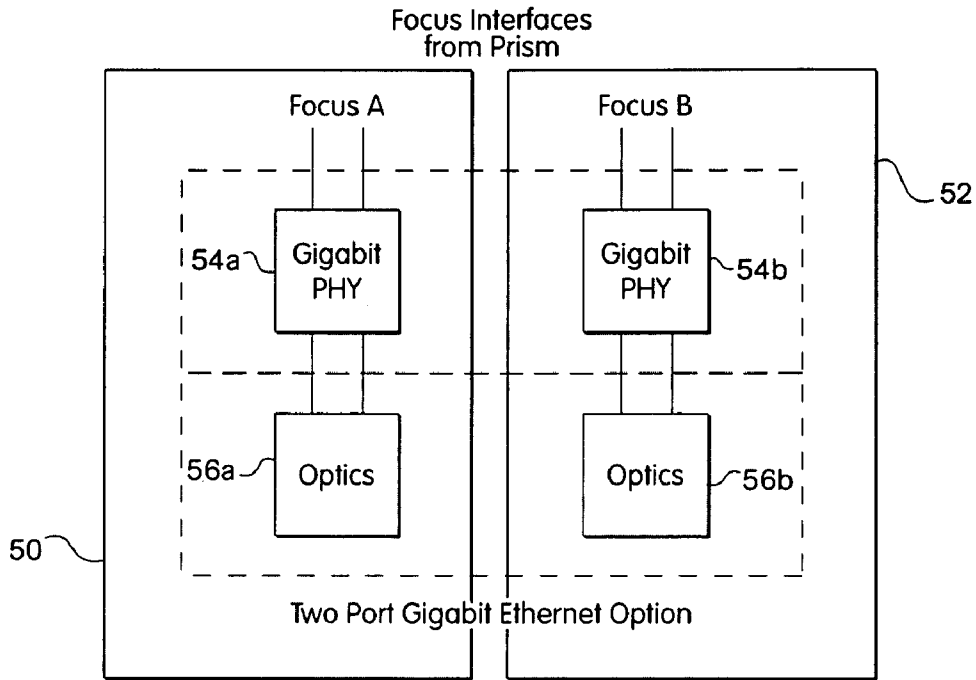 Focus Interfaces
from Prism
Focus A
Focus B
52
54a
Gigabit
PHY
Gigabit
PHY
54b
56a
Optics
Optics
56b
50
Two Port Gigabit Ethernet Option